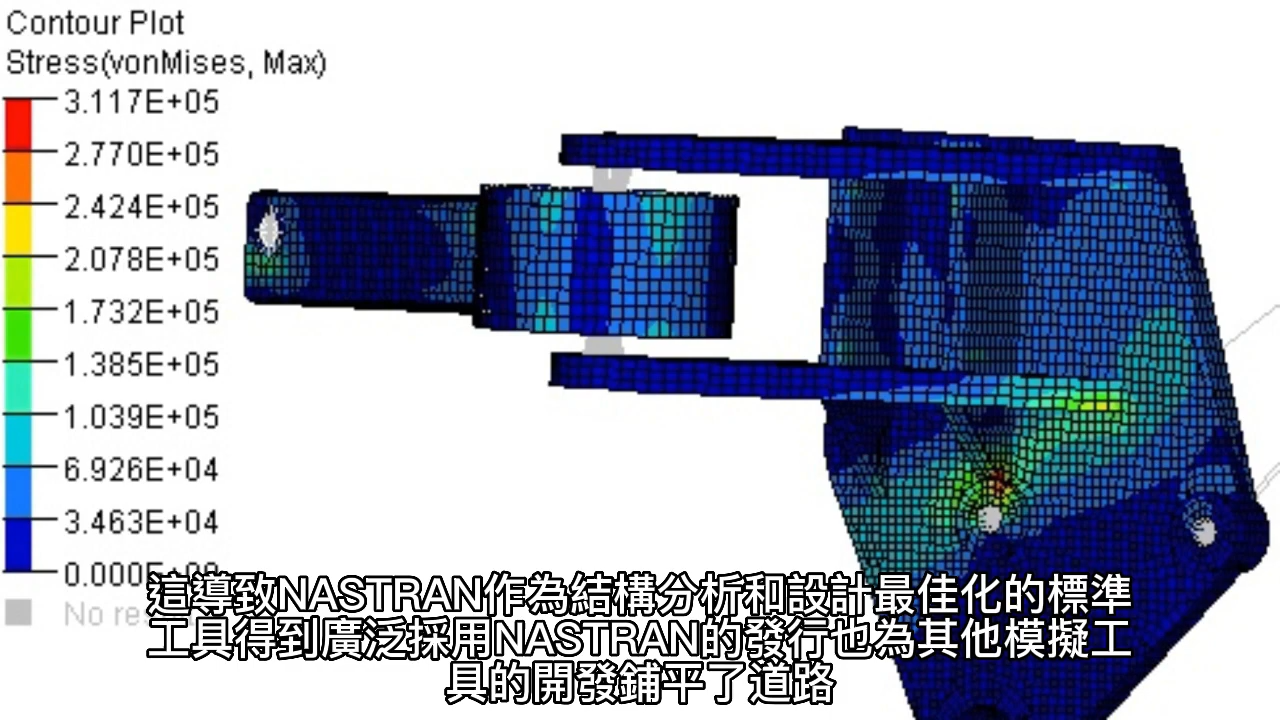 Contour Plot
Stress(vonMises, Max)
3.117E+05
2.770E+05
2.424E+05
2.078E+05
1.732E+05
1.385E+05
1.039E+05
6.926E+04
3.463E+04
0.000E+00
No
這導致NASTRAN作為結構分析和設計最佳化的標準
工具得到廣泛採用NASTRAN的發行也為其他模擬工
具的開發鋪平了道路